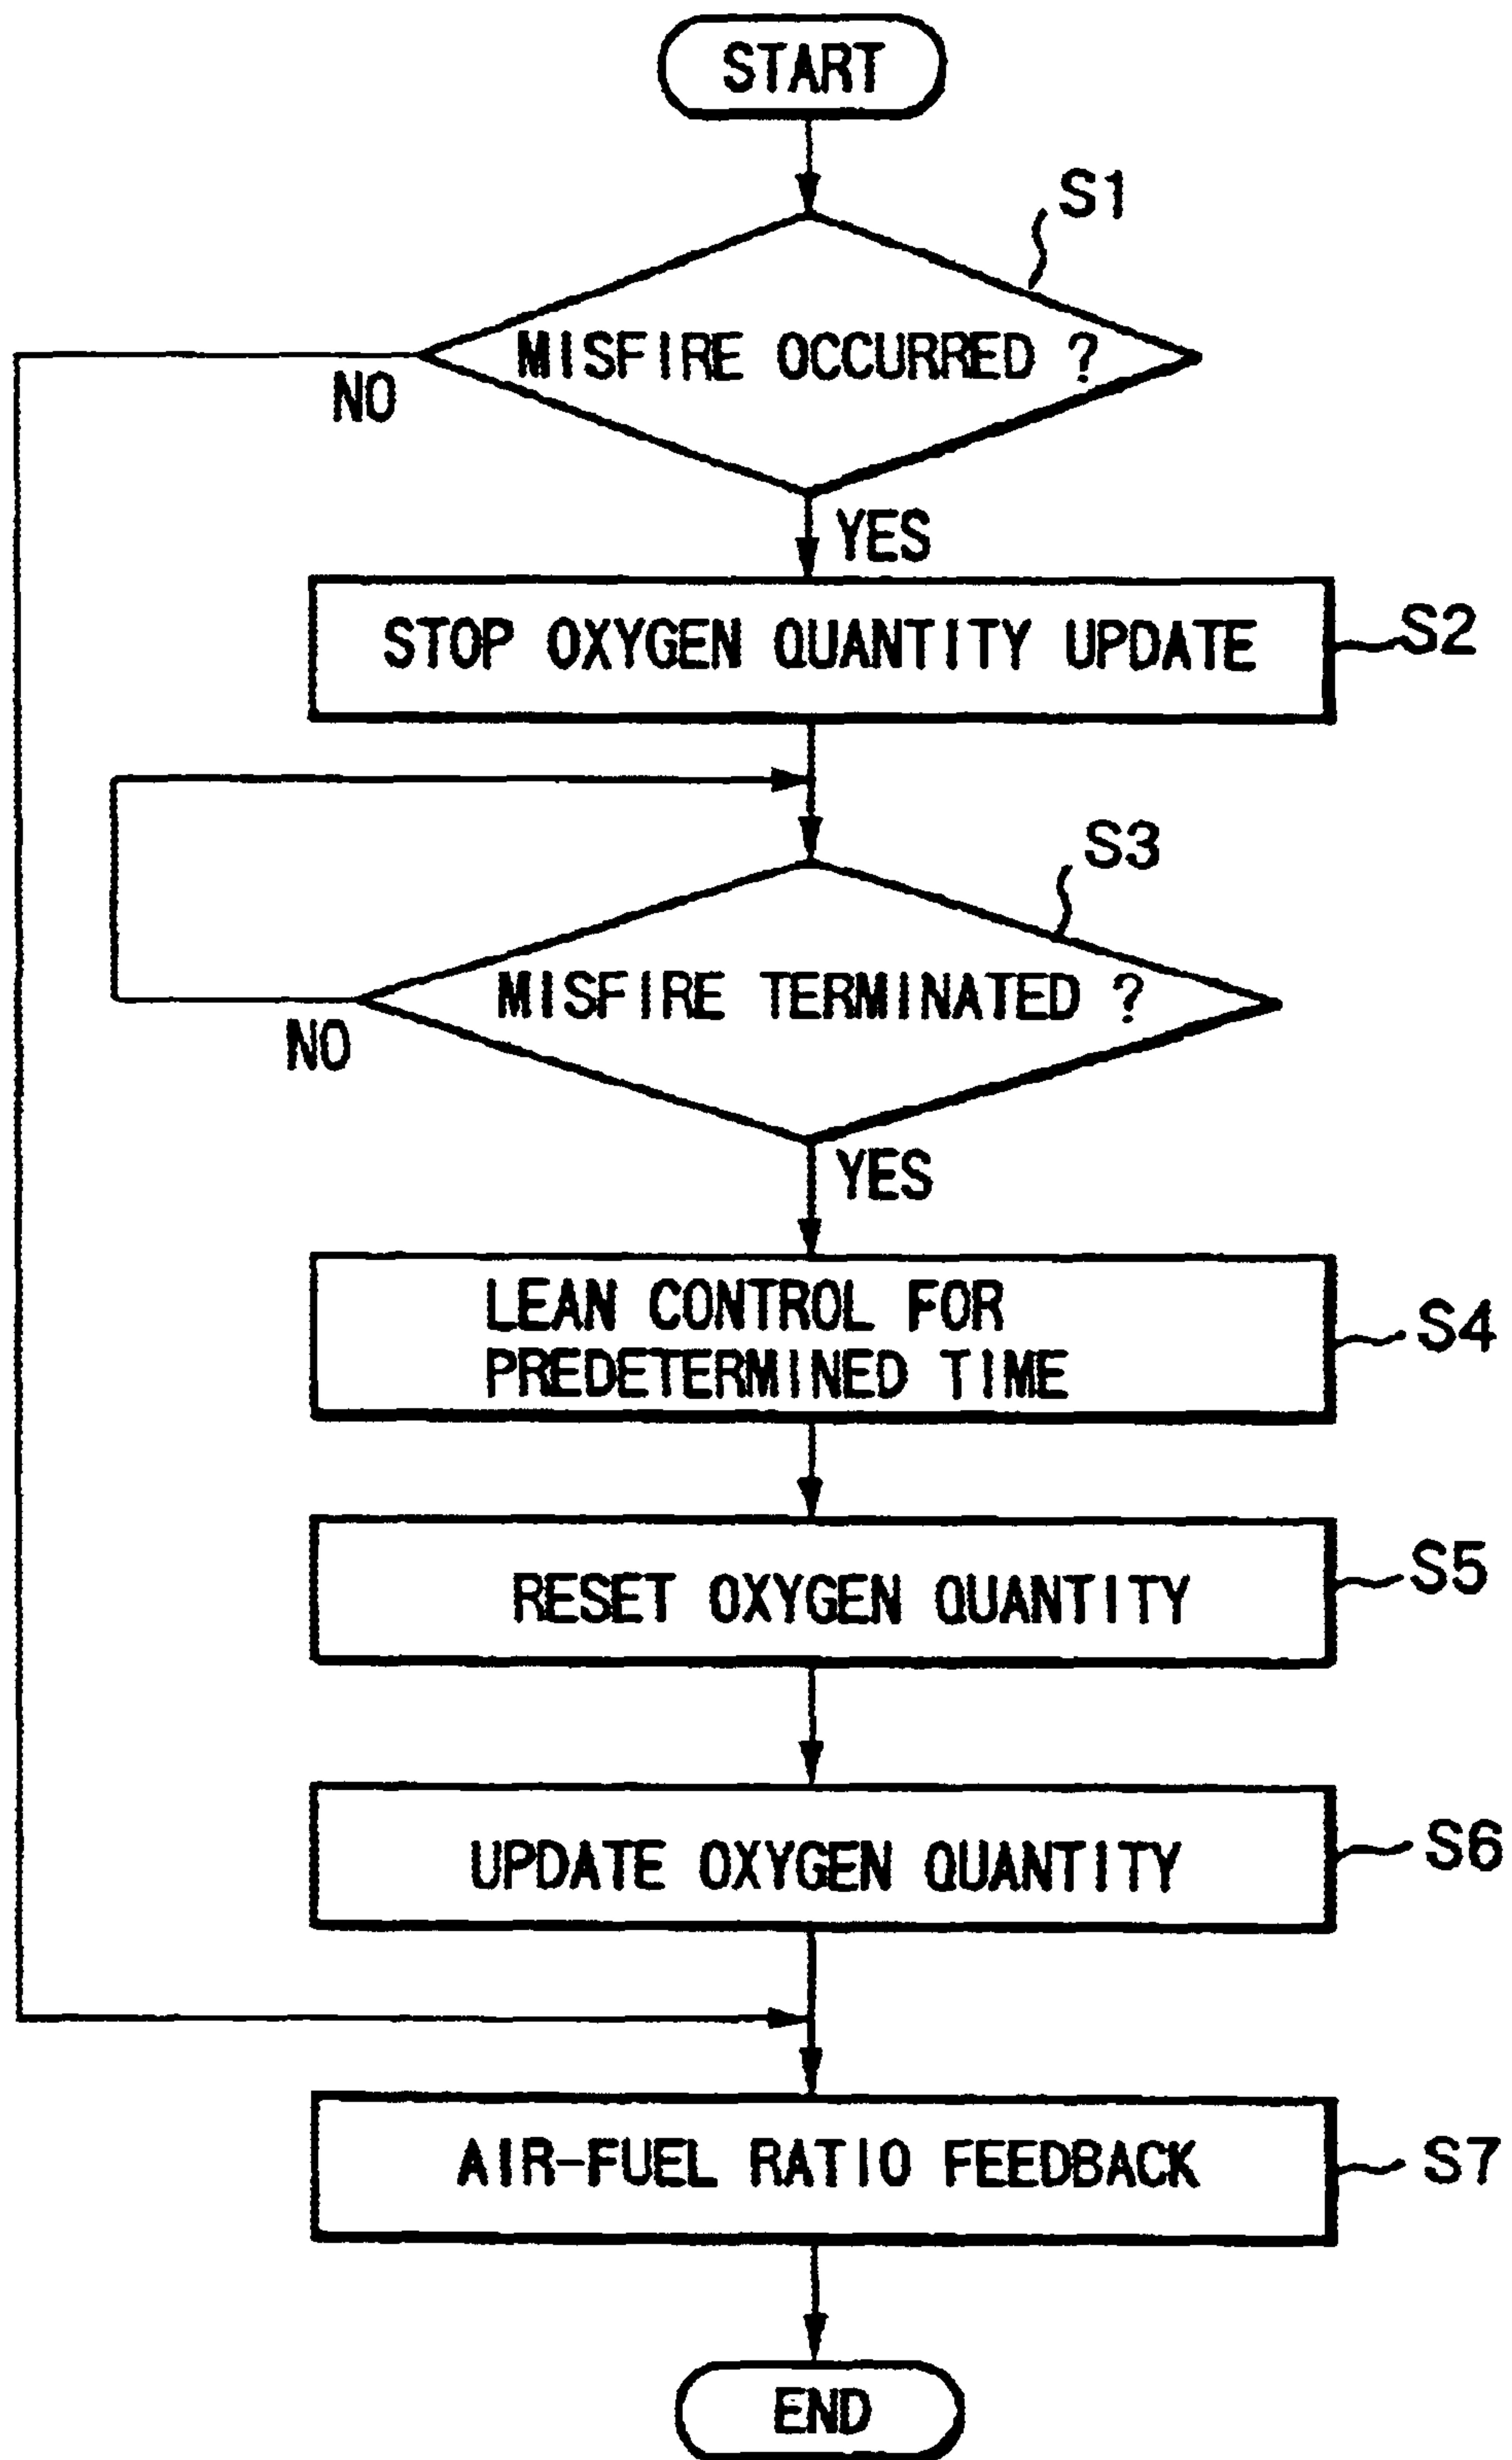 START
S1
MISFIRE OCCURRED ?
NO
YES
STOP OXYGEN QUANTITY UPDATE
S2
S3
MISFIRE TERMINATED ?
NO
YES
LEAN CONTROL FOR
PREDETERMINED TIME
S4
RESET OXYGEN QUANTITY
S5
UPDATE OXYGEN QUANTITY
S6
AIR-FUEL RATIO FEEDBACK
S7
END